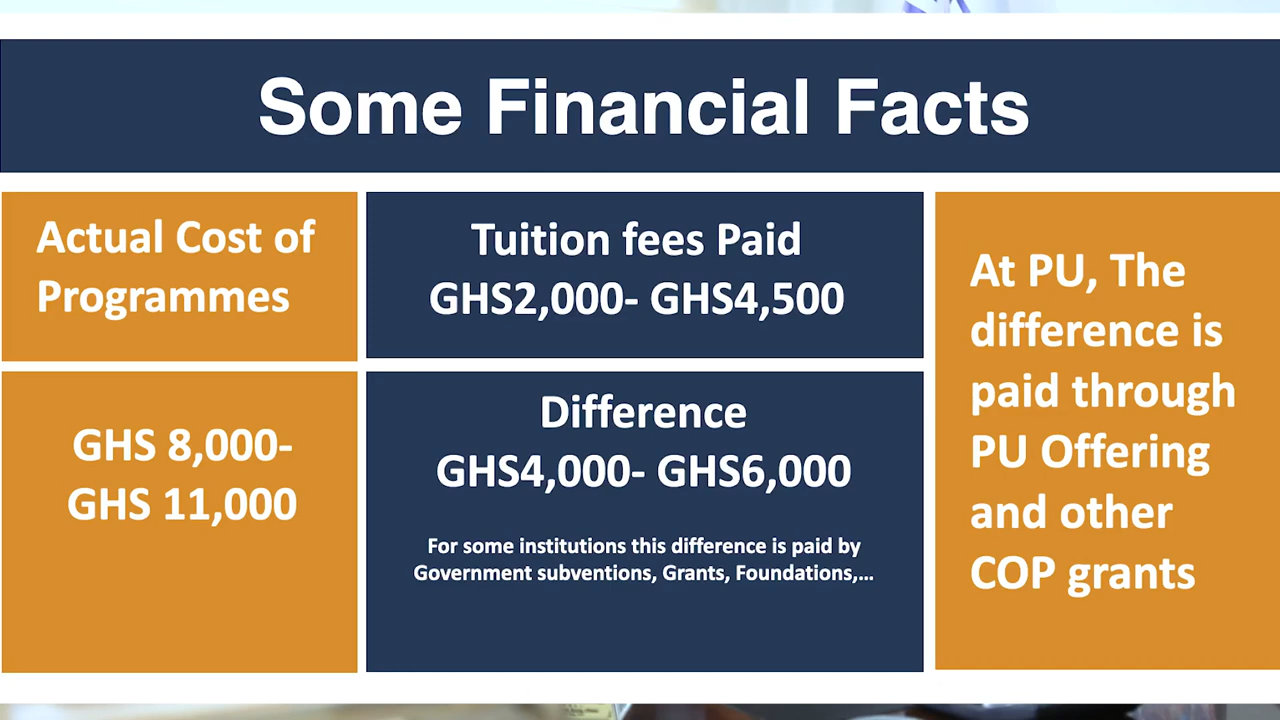 Some Financial Facts
Actual Cost of
Programmes
GHS 8,000-
GHS 11,000
Tuition fees Paid
GHS2,000- GHS4,500
Difference
GHS4,000- GHS6,000
For some institutions this difference is paid by
Government subventions, Grants, Foundations,...
At PU, The
difference is
paid through
PU Offering
and other
COP grants